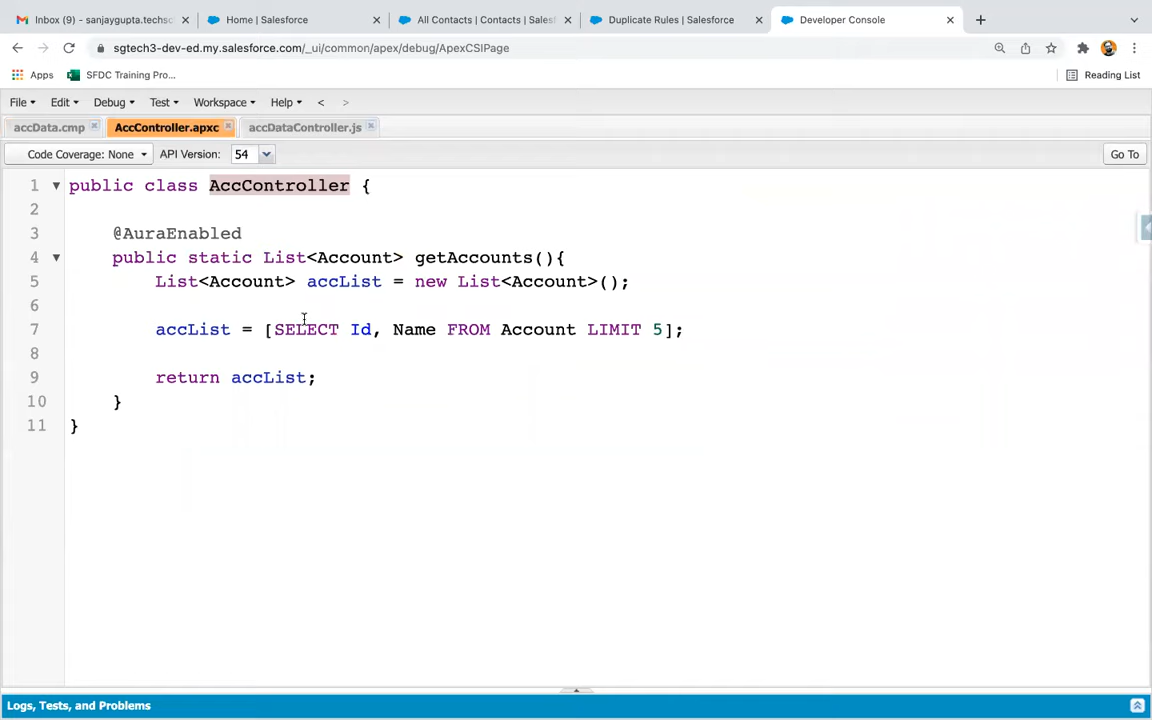 Inbox (9) - sanjaygupta.techsc
Home | Salesforce
All Contacts | Contacts | Sales
Duplicate Rules | Salesforce
Developer Console
sgtech3-dev-ed.my.salesforce.com/_ui/common/apex/debug/ApexCSIPage
Apps
SFDC Training Pro...
Reading List
File
Edit
Debug
Test
Workspace
Help
<
>
accData.cmp
AccController.apxc
accDataController.js
Code Coverage: None
API Version:
54
Go To
1 public class AccController {
2
3 @AuraEnabled
4 public static List<Account> getAccounts(){
5 List<Account> accList = new List<Account>();
6
7 accList = [SELECT Id, Name FROM Account LIMIT 5];
8
9 return accList;
10 }
11 }
Logs, Tests, and Problems